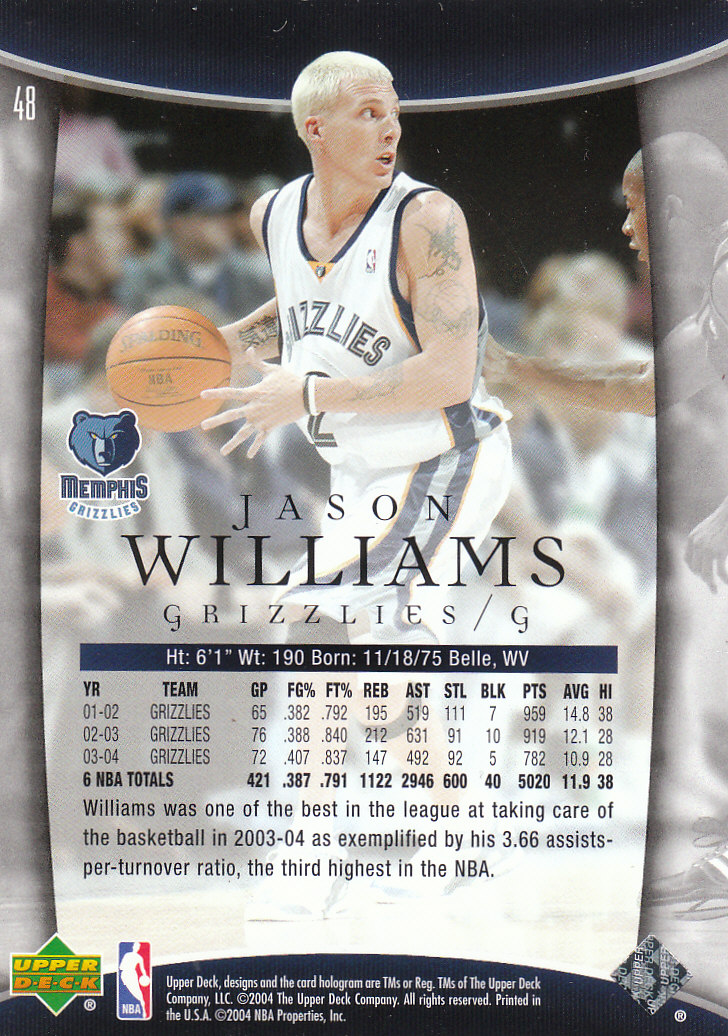 48
SPALDING
NBA
GRIZZLIES
2
MEMPHIS
GRIZZLIES
JASON
WILLIAMS
GRIZZLIES/G
Ht: 6'1" Wt: 190 Born: 11/18/75 Belle, WV
YR TEAM GP FG% FT% REB AST STL BLK PTS AVG HI
01-02 GRIZZLIES 65 .382 .792 195 519 111 7 959 14.8 38
02-03 GRIZZLIES 76 .388 .840 212 631 91 10 919 12.1 28
03-04 GRIZZLIES 72 .407 .837 147 492 92 5 782 10.9 28
6 NBA TOTALS 421 .387 .791 1122 2946 600 40 5020 11.9 38
Williams was one of the best in the league at taking care of
the basketball in 2003-04 as exemplified by his 3.66 assists-
per-turnover ratio, the third highest in the NBA.
UPPER
D·E·C·K
®
NBA
Upper Deck, designs and the card hologram are TMs or Reg. TMs of The Upper Deck
Company, LLC. ©2004 The Upper Deck Company. All rights reserved. Printed in
the U.S.A. ©2004 NBA Properties, Inc.
®